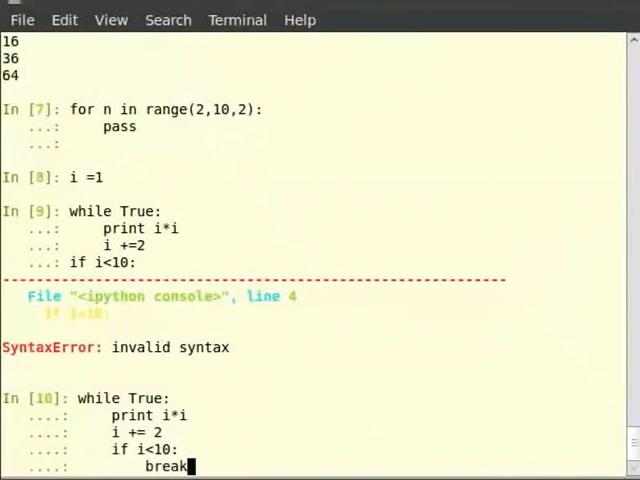 File Edit View Search Terminal Help
16
36
64
In [7]: for n in range(2,10,2):
...: pass
...:
In [8]: i =1
In [9]: while True:
...: print i*i
...: i +=2
...: if i<10:
------------------------------------------------------------
File "<ipython console>", line 4
SyntaxError: invalid syntax
In [10]: while True:
....: print i*i
....: i += 2
....: if i<10:
....: break